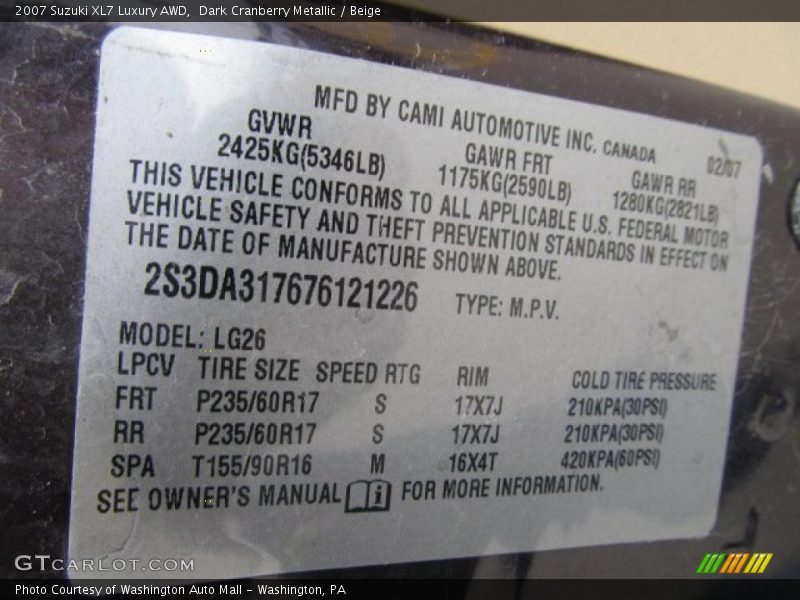 2007 Suzuki XL7 Luxury AWD,  Dark Cranberry Metallic / Beige
MFD BY CAMI AUTOMOTIVE INC. CANADA
02/07
GVWR
2425KG(5346LB)
GAWR FRT
1175KG(2590LB)
GAWR RR
1280KG(2821LB)
THIS VEHICLE CONFORMS TO ALL APPLICABLE U.S. FEDERAL MOTOR
VEHICLE SAFETY AND THEFT PREVENTION STANDARDS IN EFFECT ON
THE DATE OF MANUFACTURE SHOWN ABOVE.
2S3DA317676121226 TYPE: M.P.V.
MODEL: LG26
LPCV TIRE SIZE SPEED RTG RIM COLD TIRE PRESSURE
FRT P235/60R17 S 17X7J 210KPA(30PSI)
RR P235/60R17 S 17X7J 210KPA(30PSI)
SPA T155/90R16 M 16X4T 420KPA(60PSI)
SEE OWNER'S MANUAL i FOR MORE INFORMATION.
GTCARLOT.COM
Photo Courtesy of Washington Auto Mall - Washington, PA